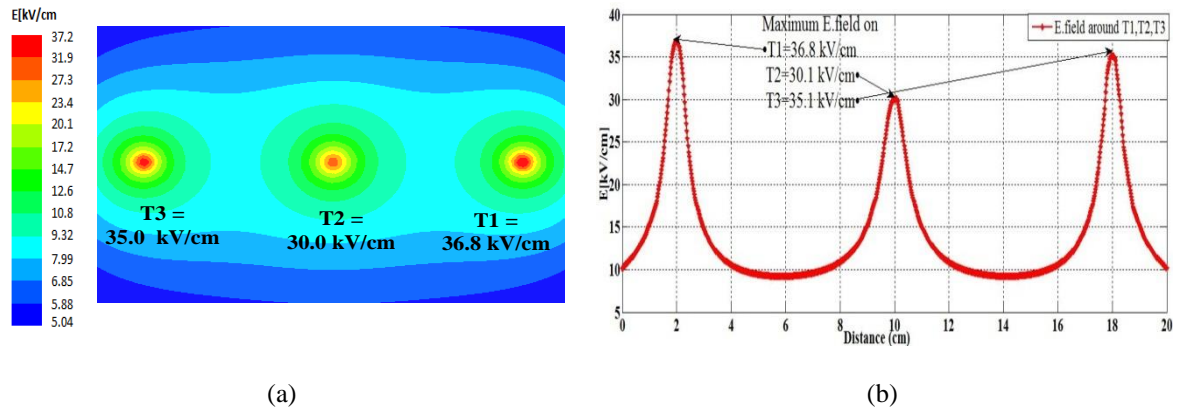 E[kV/cm
37.2
31.9
27.3
23.4
20.1
17.2
14.7
12.6
10.8
9.32
7.99
6.85
5.88
5.04
T3 =
35.0 kV/cm
T2 =
30.0 kV/cm
T1 =
36.8 kV/cm
(a)
Maximum E field on
T1=36.8 kV/cm
T2=30.1 kV/cm
T3=35.1 kV/cm
E.field around T1,T2,T3
E[kV/cm]
40
35
30
25
20
15
10
5
0
2
4
6
8
10
12
14
16
18
20
Distance (cm)
(b)